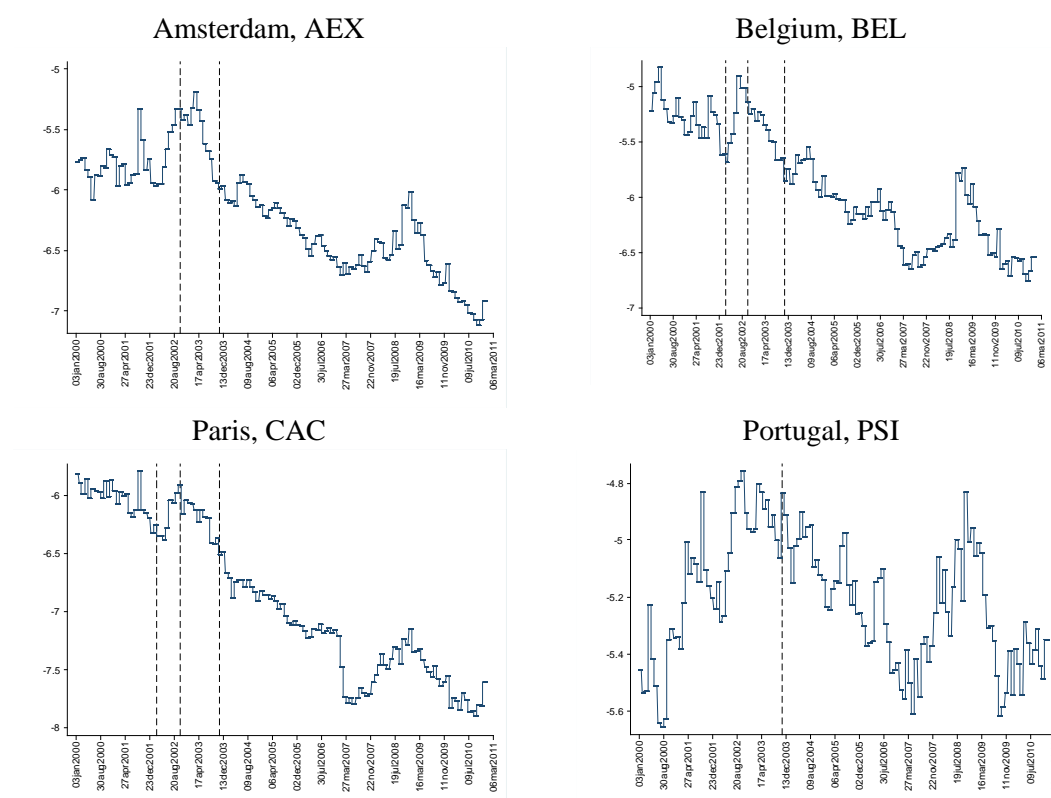 Amsterdam, AEX
-5
-5.5
-6
-6.5
-7
03jan2000
30aug2000
27apr2001
23dec2001
20aug2002
17apr2003
13dec2003
09aug2004
06apr2005
02dec2005
30jul2006
27mar2007
22nov2007
19jul2008
16mar2009
11nov2009
09jul2010
06mar2011
Belgium, BEL
-5
-5.5
-6
-6.5
-7
03jan2000
30aug2000
27apr2001
23dec2001
20aug2002
17apr2003
13dec2003
09aug2004
06apr2005
02dec2005
30jul2006
27mar2007
22nov2007
19jul2008
16mar2009
11nov2009
09jul2010
06mar2011
Paris, CAC
-6
-6.5
-7
-7.5
-8
03jan2000
30aug2000
27apr2001
23dec2001
20aug2002
17apr2003
13dec2003
09aug2004
06apr2005
02dec2005
30jul2006
27mar2007
22nov2007
19jul2008
16mar2009
11nov2009
09jul2010
06mar2011
Portugal, PSI
-4.8
-5
-5.2
-5.4
-5.6
03jan2000
30aug2000
27apr2001
23dec2001
20aug2002
17apr2003
13dec2003
09aug2004
06apr2005
02dec2005
30jul2006
27mar2007
22nov2007
19jul2008
16mar2009
11nov2009
09jul2010